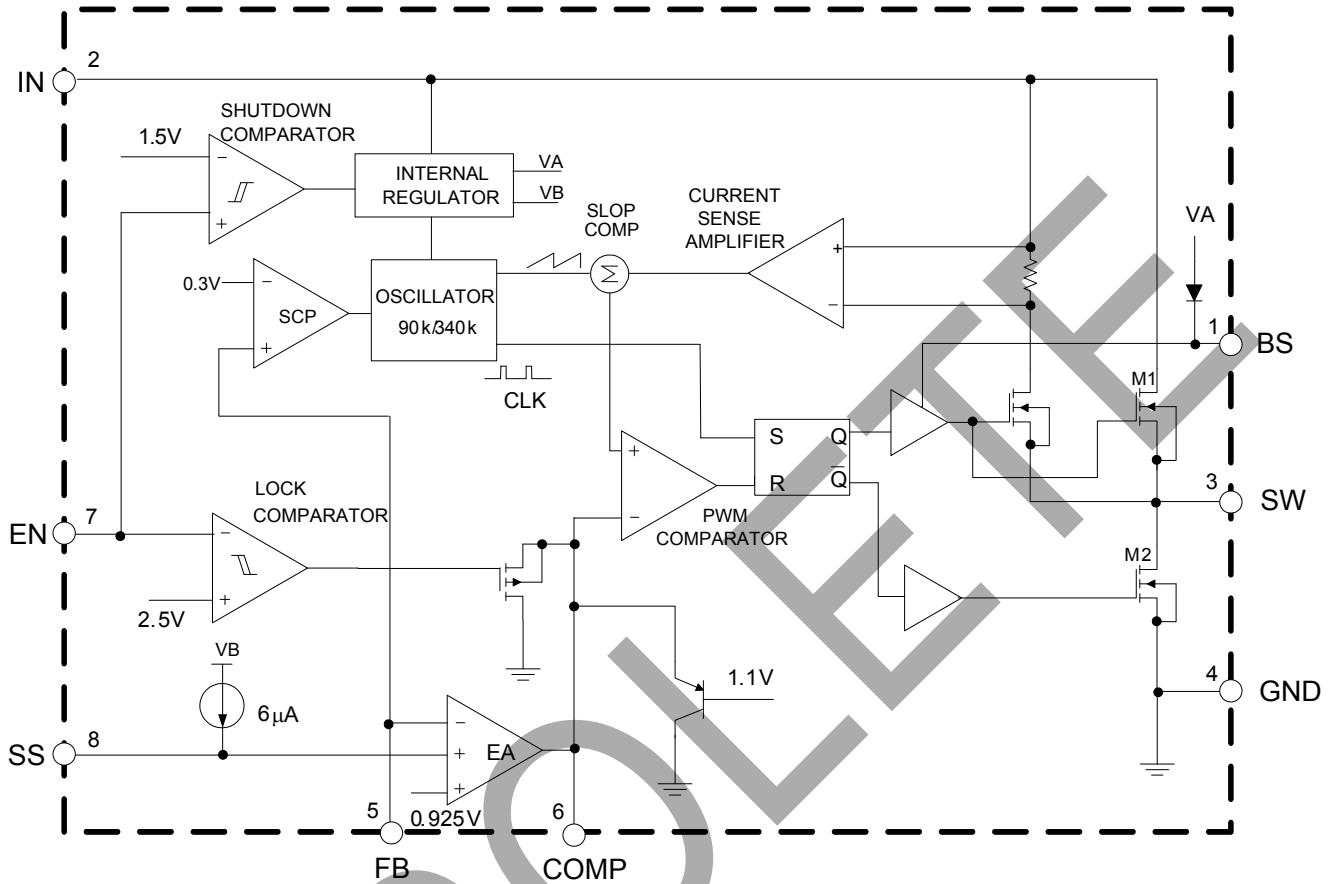 2
IN
SHUTDOWN
COMPARATOR
1.5V
−
+
INTERNAL
REGULATOR
VA
VB
SLOP
COMP
Σ
CURRENT
SENSE
AMPLIFIER
+
−
VA
0.3V
−
+
SCP
OSCILLATOR
90k/340k
CLK
1
BS
M1
S
Q
R
Q̅
+
−
PWM
COMPARATOR
3
SW
LOCK
COMPARATOR
7
EN
−
+
2.5V
M2
VB
6μA
1.1V
4
GND
8
SS
−
+
+
EA
0.925V
5
FB
6
COMP
OLETE